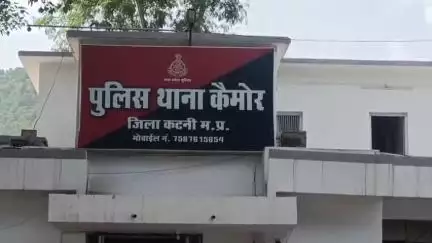 पुलिस थाना कैमोर
जिला कटनी म.प्र.
मोबाईल नं. 7587615854